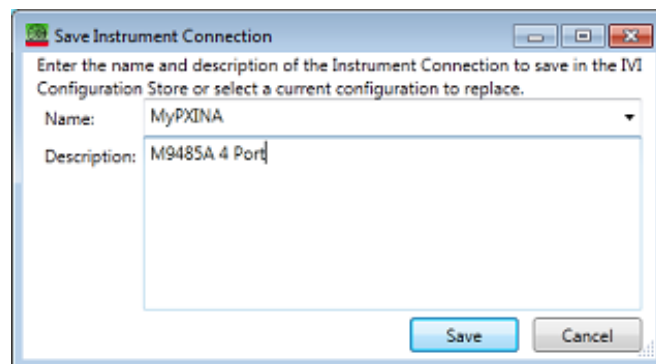 Save Instrument Connection
Enter the name and description of the Instrument Connection to save in the IVI
Configuration Store or select a current configuration to replace.
Name: MyPXINA
Description: M9485A 4 Port
Save Cancel